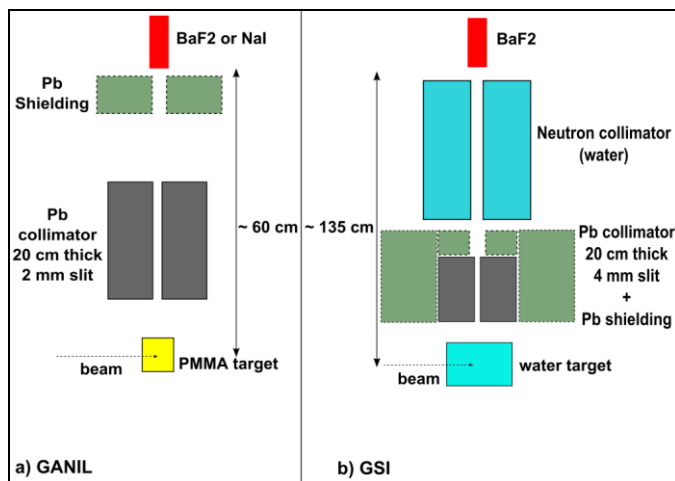 BaF2 or NaI
Pb
Shielding
Pb
collimator
20 cm thick
2 mm slit
~ 60 cm
beam
PMMA target
a) GANIL
BaF2
Neutron collimator
(water)
~ 135 cm
Pb collimator
20 cm thick
4 mm slit
+
Pb shielding
water target
beam
b) GSI